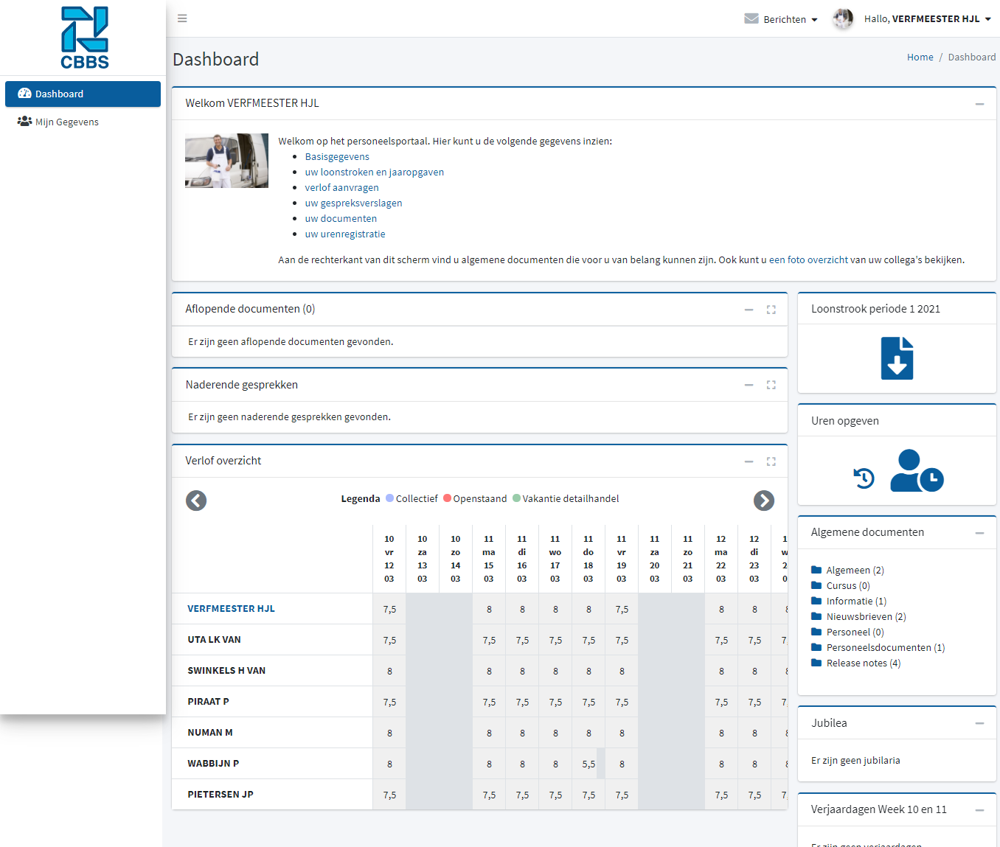 CBBS
Berichten
Hallo, VERFMEESTER HJL
Dashboard
Mijn Gegevens
Dashboard
Home / Dashboard
Welkom VERFMEESTER HJL
Welkom op het personeelsportaal. Hier kunt u de volgende gegevens inzien:
Basisgegevens
uw loonstroken en jaaropgaven
verlof aanvragen
uw gespreksverslagen
uw documenten
uw urenregistratie
Aan de rechterkant van dit scherm vind u algemene documenten die voor u van belang kunnen zijn. Ook kunt u een foto overzicht van uw collega's bekijken.
Aflopende documenten (0)
Er zijn geen aflopende documenten gevonden.
Naderende gesprekken
Er zijn geen naderende gesprekken gevonden.
Verlof overzicht
Legenda Collectief Openstaand Vakantie detailhandel
10 10 10 11 11 11 11 11 11 11 12 12
vr za zo ma di wo do vr za zo ma di
12 13 14 15 16 17 18 19 20 21 22 23
03 03 03 03 03 03 03 03 03 03 03 03
VERFMEESTER HJL 7,5 8 8 8 8 7,5 8 8
UTA LK VAN 7,5 7,5 7,5 7,5 7,5 7,5 7,5 7,5
SWINKELS H VAN 8 8 8 8 8 8 8 8
PIRAAT P 7,5 7,5 7,5 7,5 7,5 7,5 7,5 7,5
NUMAN M 8 8 8 8 8 8 8 8
WABBIJN P 8 8 8 8 5,5 8 8 8
PIETERSEN JP 7,5 7,5 7,5 7,5 7,5 7,5 7,5 7,5
Loonstrook periode 1 2021
Uren opgeven
Algemene documenten
Algemeen (2)
Cursus (0)
Informatie (1)
Nieuwsbrieven (2)
Personeel (0)
Personeelsdocumenten (1)
Release notes (4)
Jubilea
Er zijn geen jubilaria
Verjaardagen Week 10 en 11
Er zijn geen verjaardagen